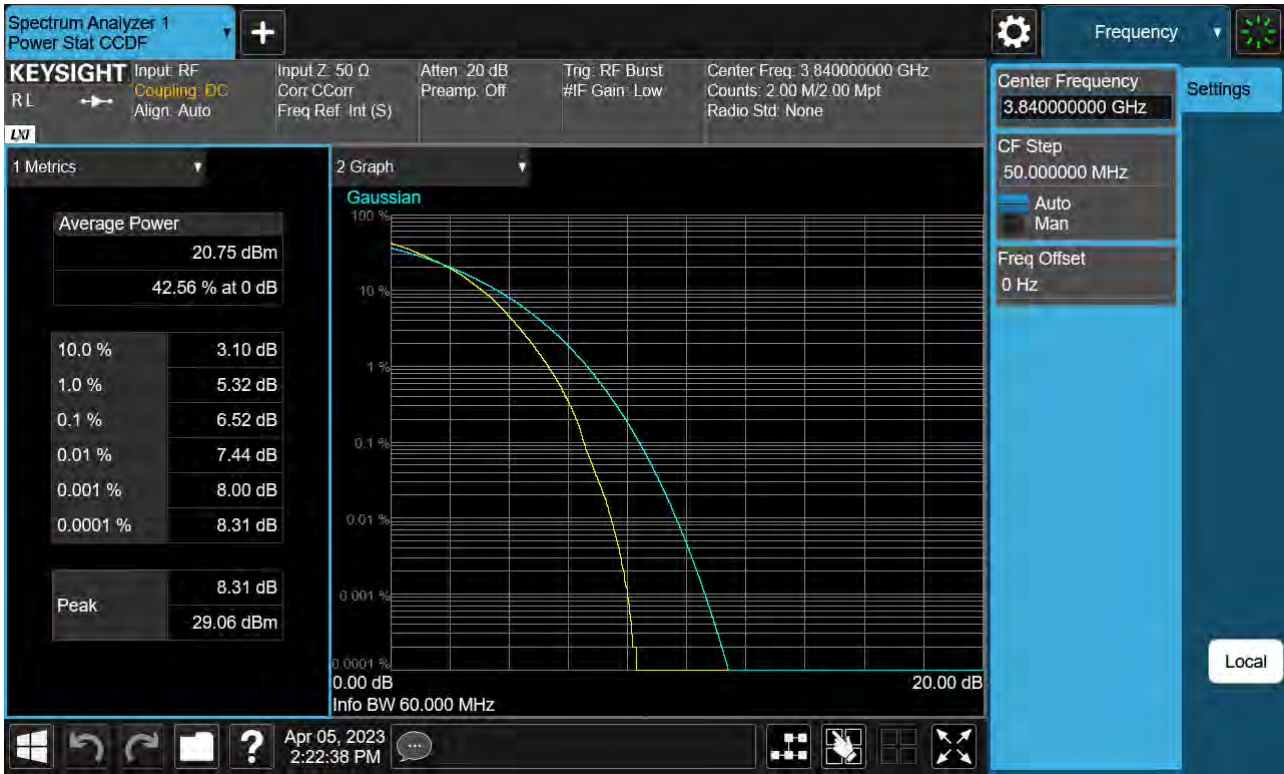 Spectrum Analyzer 1
Power Stat CCDF
Frequency
KEYSIGHT
RL
LXI
Input: RF
Coupling: DC
Align: Auto
Input Z: 50 Ω
Corr CCorr
Freq Ref: Int (S)
Atten: 20 dB
Preamp: Off
Trig: RF Burst
#IF Gain: Low
Center Freq: 3.840000000 GHz
Counts: 2.00 M/2.00 Mpt
Radio Std: None
Center Frequency
3.840000000 GHz
Settings
CF Step
50.000000 MHz
Auto
Man
Freq Offset
0 Hz
1 Metrics
Average Power
20.75 dBm
42.56 % at 0 dB
10.0 % 3.10 dB
1.0 % 5.32 dB
0.1 % 6.52 dB
0.01 % 7.44 dB
0.001 % 8.00 dB
0.0001 % 8.31 dB
Peak
8.31 dB
29.06 dBm
2 Graph
Gaussian
100 %
10 %
1 %
0.1 %
0.01 %
0.001 %
0.0001 %
0.00 dB 20.00 dB
Info BW 60.000 MHz
Local
Apr 05, 2023
2:22:38 PM